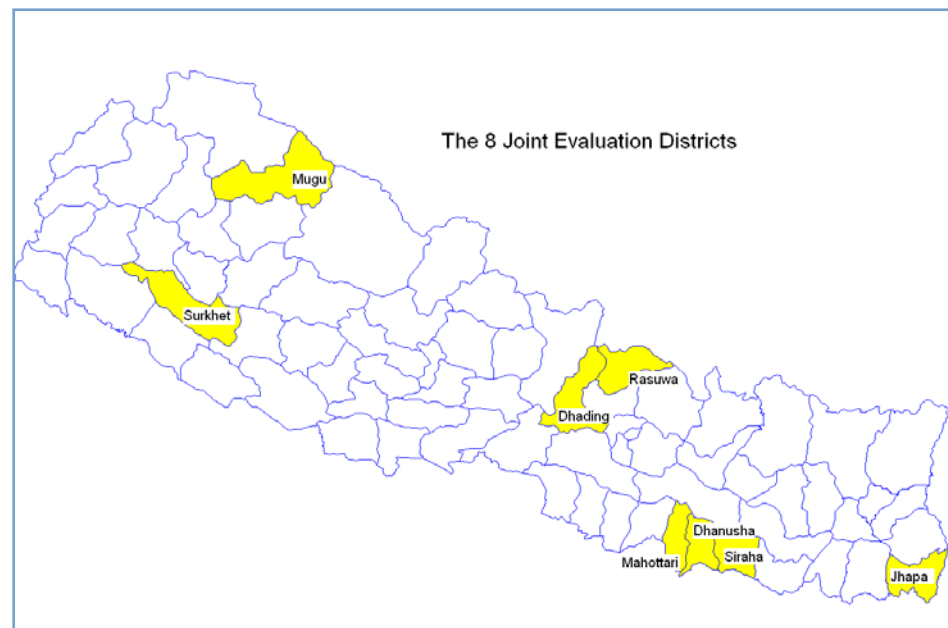 The 8 Joint Evaluation Districts
Mugu
Surkhet
Rasuwa
Dhading
Dhanusha
Mahottari
Siraha
Jhapa